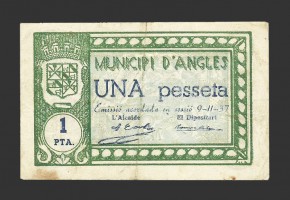 MUNICIPI D'ANGLES
UNA pesseta
Emissió acordada en sessió 9-11-37
L'Alcalde El Dipositari
1
PTA.